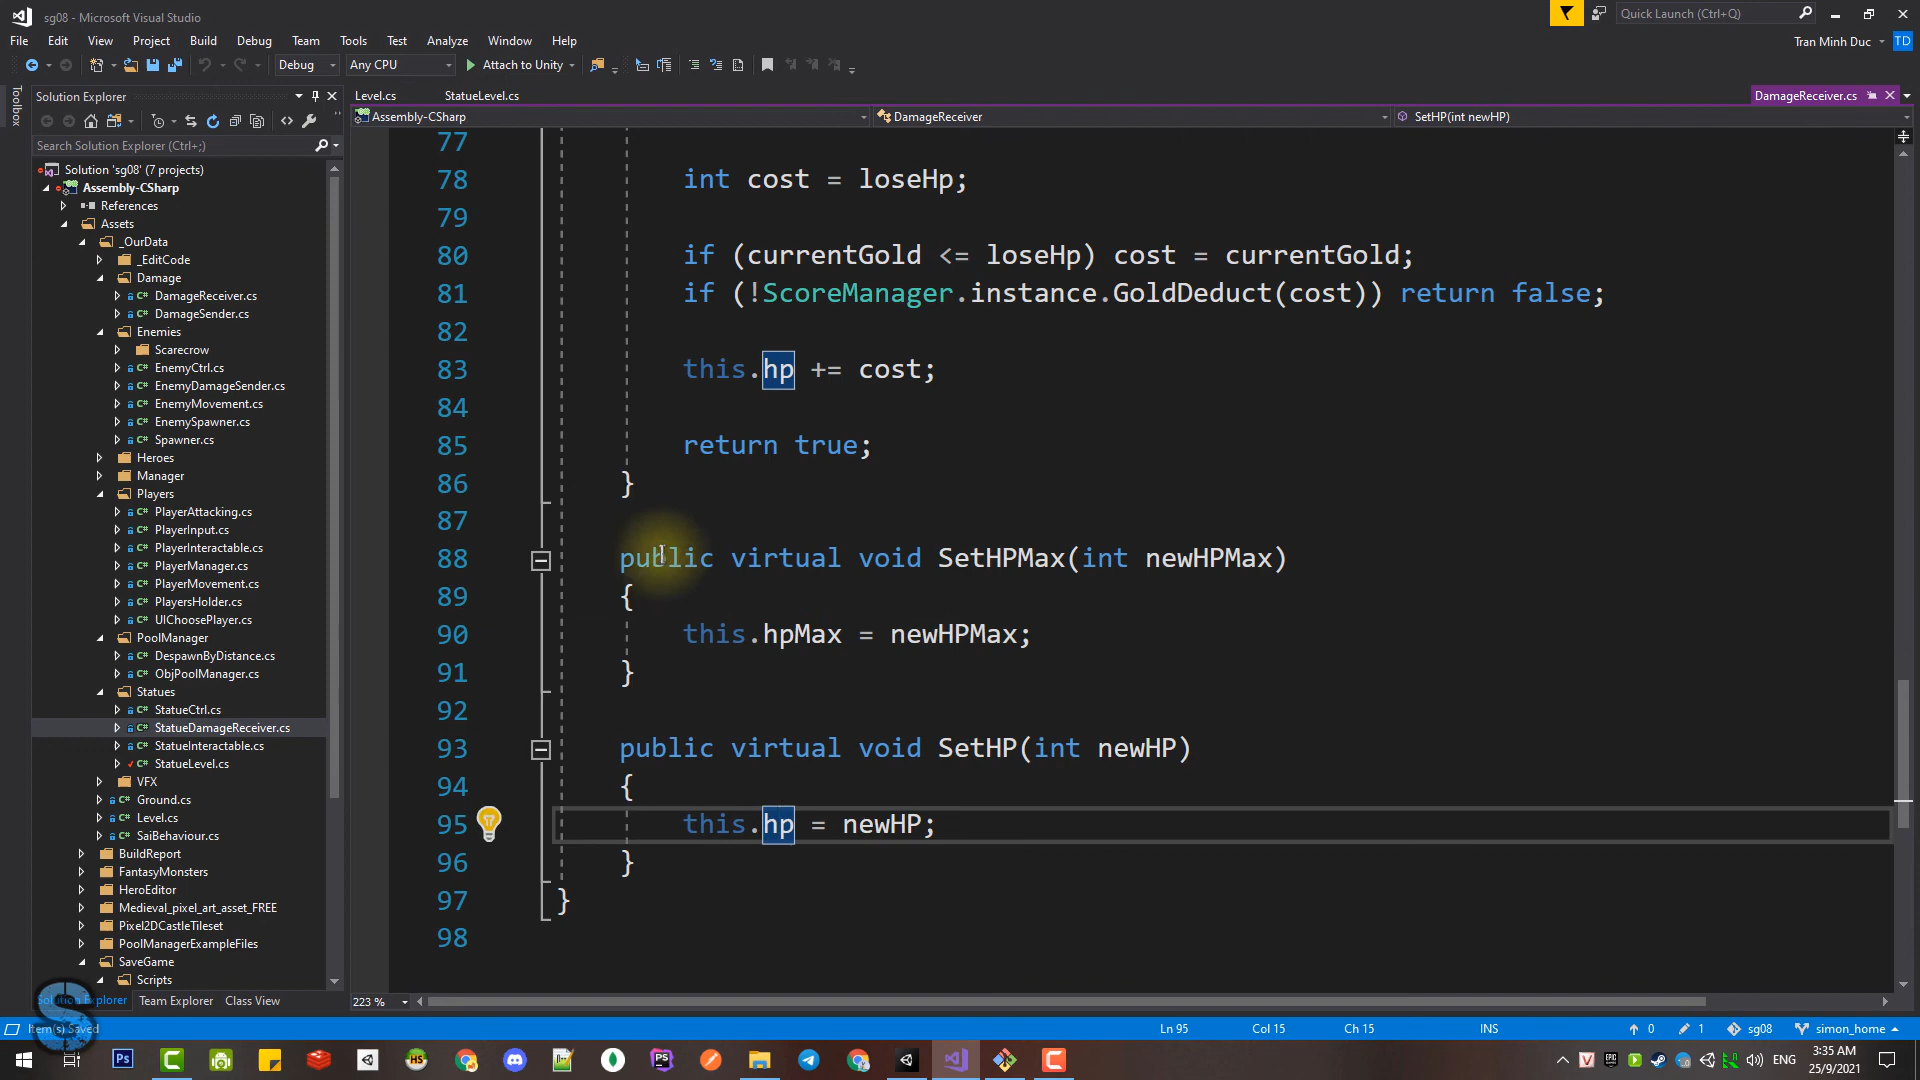 sg08 - Microsoft Visual Studio
Quick Launch (Ctrl+Q)
File Edit View Project Build Debug Team Tools Test Analyze Window Help
Tran Minh Duc TD
Debug Any CPU Attach to Unity
Toolbox
Solution Explorer
Level.cs StatueLevel.cs DamageReceiver.cs
Assembly-CSharp DamageReceiver SetHP(int newHP)
Search Solution Explorer (Ctrl+;)
Solution 'sg08' (7 projects)
Assembly-CSharp
References
Assets
_OurData
_EditCode
Damage
DamageReceiver.cs
DamageSender.cs
Enemies
Scarecrow
EnemyCtrl.cs
EnemyDamageSender.cs
EnemyMovement.cs
EnemySpawner.cs
Spawner.cs
Heroes
Manager
Players
PlayerAttacking.cs
PlayerInput.cs
PlayerInteractable.cs
PlayerManager.cs
PlayerMovement.cs
PlayersHolder.cs
UIChoosePlayer.cs
PoolManager
DespawnByDistance.cs
ObjPoolManager.cs
Statues
StatueCtrl.cs
StatueDamageReceiver.cs
StatueInteractable.cs
StatueLevel.cs
VFX
Ground.cs
Level.cs
SaiBehaviour.cs
BuildReport
FantasyMonsters
HeroEditor
Medieval_pixel_art_asset_FREE
Pixel2DCastleTileset
PoolManagerExampleFiles
SaveGame
Scripts
Solution Explorer Team Explorer Class View
77
78 int cost = loseHp;
79
80 if (currentGold <= loseHp) cost = currentGold;
81 if (!ScoreManager.instance.GoldDeduct(cost)) return false;
82
83 this.hp += cost;
84
85 return true;
86 }
87
88 public virtual void SetHPMax(int newHPMax)
89 {
90 this.hpMax = newHPMax;
91 }
92
93 public virtual void SetHP(int newHP)
94 {
95 this.hp = newHP;
96 }
97 }
98
223 %
Item(s) Saved Ln 95 Col 15 Ch 15 INS 0 1 sg08 simon_home
ENG 3:35 AM
25/9/2021